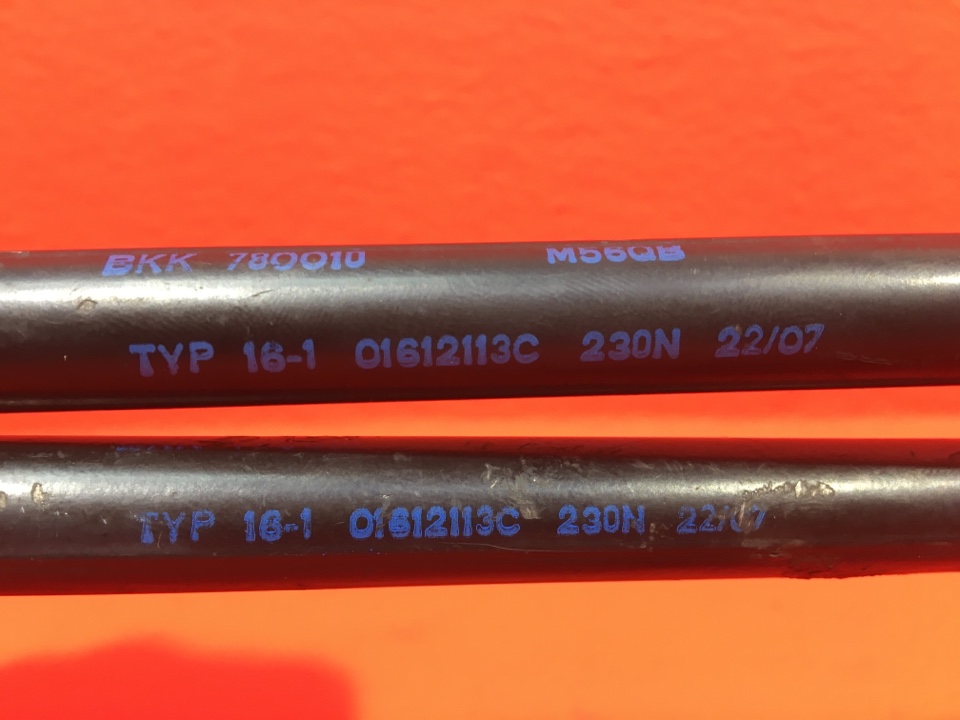 BKK 780010 M56QB
TYP 16-1 01612113C 230N 22/07
TYP 16-1 01612113C 230N 22/07